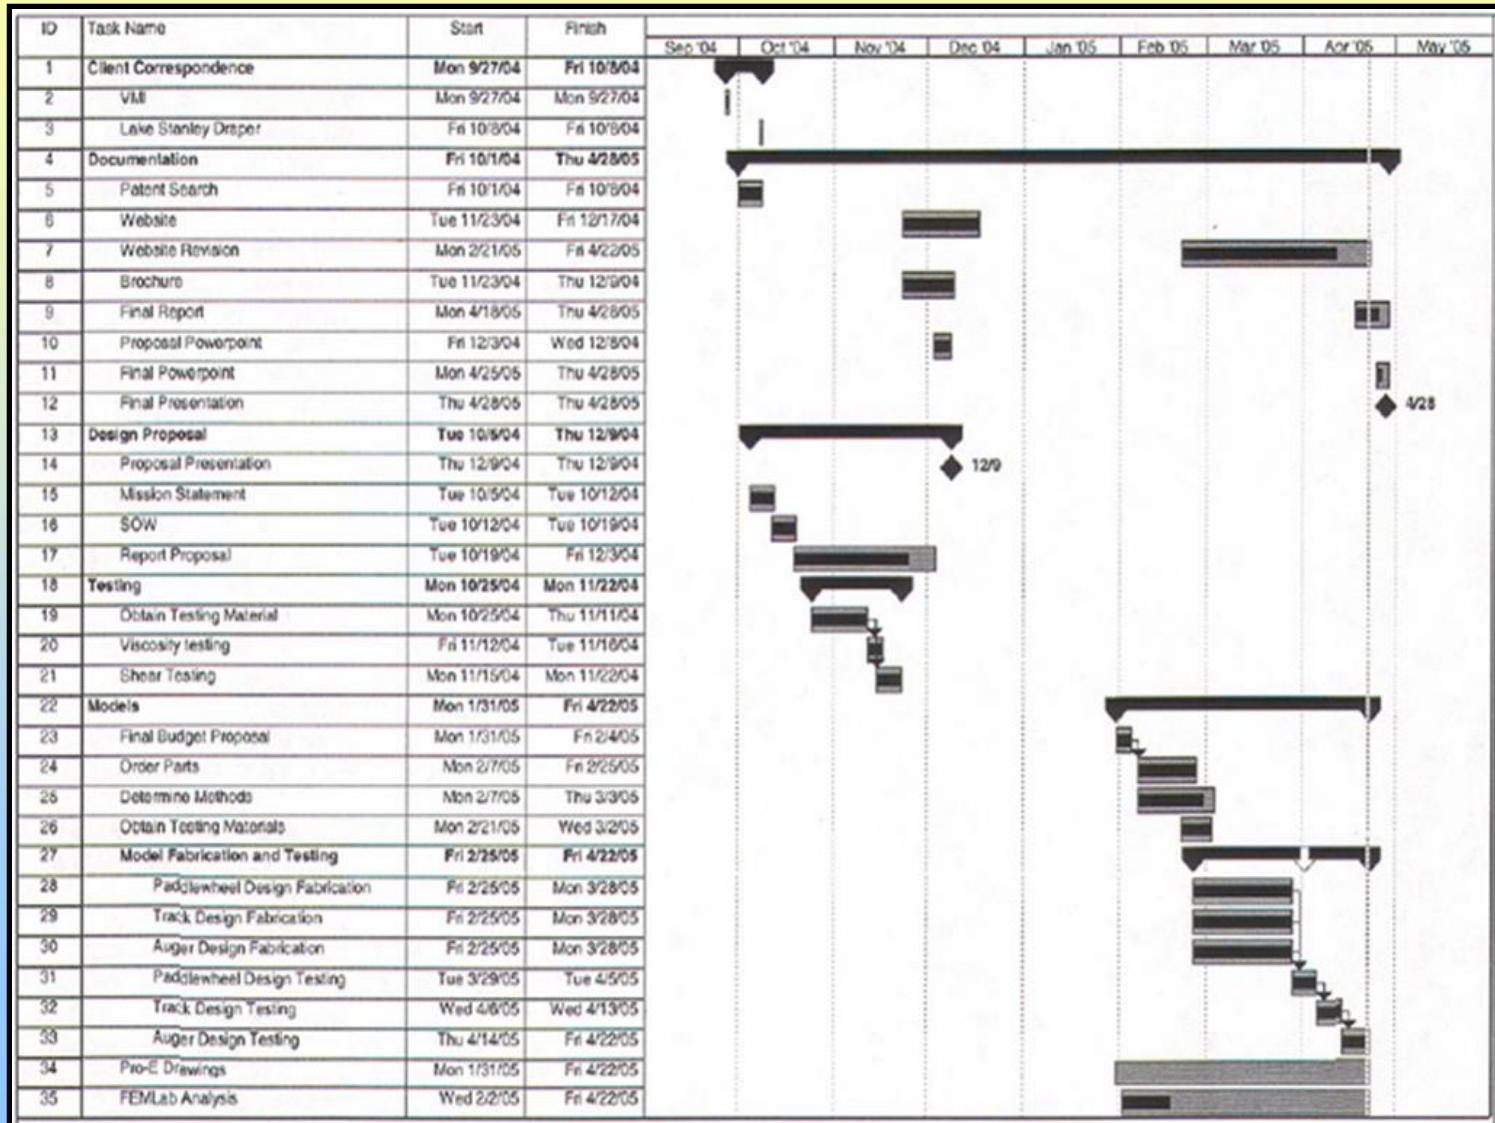 ID Task Name Start Finish Sep '04 Oct '04 Nov '04 Dec '04 Jan '05 Feb '05 Mar '05 Apr '05 May '05
1 Client Correspondence Mon 9/27/04 Fri 10/8/04
2 VMI Mon 9/27/04 Mon 9/27/04
3 Lake Stanley Draper Fri 10/8/04 Fri 10/8/04
4 Documentation Fri 10/1/04 Thu 4/28/05
5 Patent Search Fri 10/1/04 Fri 10/8/04
6 Website Tue 11/23/04 Fri 12/17/04
7 Website Revision Mon 2/21/05 Fri 4/22/05
8 Brochure Tue 11/23/04 Thu 12/9/04
9 Final Report Mon 4/18/05 Thu 4/28/05
10 Proposal Powerpoint Fri 12/3/04 Wed 12/8/04
11 Final Powerpoint Mon 4/25/05 Thu 4/28/05
12 Final Presentation Thu 4/28/05 Thu 4/28/05 4/28
13 Design Proposal Tue 10/5/04 Thu 12/9/04
14 Proposal Presentation Thu 12/9/04 Thu 12/9/04 12/9
15 Mission Statement Tue 10/5/04 Tue 10/12/04
16 SOW Tue 10/12/04 Tue 10/19/04
17 Report Proposal Tue 10/19/04 Fri 12/3/04
18 Testing Mon 10/25/04 Mon 11/22/04
19 Obtain Testing Material Mon 10/25/04 Thu 11/11/04
20 Viscosity testing Fri 11/12/04 Tue 11/16/04
21 Shear Testing Mon 11/15/04 Mon 11/22/04
22 Models Mon 1/31/05 Fri 4/22/05
23 Final Budget Proposal Mon 1/31/05 Fri 2/4/05
24 Order Parts Mon 2/7/05 Fri 2/25/05
25 Determine Methods Mon 2/7/05 Thu 3/3/05
26 Obtain Testing Materials Mon 2/21/05 Wed 3/2/05
27 Model Fabrication and Testing Fri 2/25/05 Fri 4/22/05
28 Paddlewheel Design Fabrication Fri 2/25/05 Mon 3/28/05
29 Track Design Fabrication Fri 2/25/05 Mon 3/28/05
30 Auger Design Fabrication Fri 2/25/05 Mon 3/28/05
31 Paddlewheel Design Testing Tue 3/29/05 Tue 4/5/05
32 Track Design Testing Wed 4/6/05 Wed 4/13/05
33 Auger Design Testing Thu 4/14/05 Fri 4/22/05
34 Pro-E Drawings Mon 1/31/05 Fri 4/22/05
35 FEMLab Analysis Wed 2/2/05 Fri 4/22/05